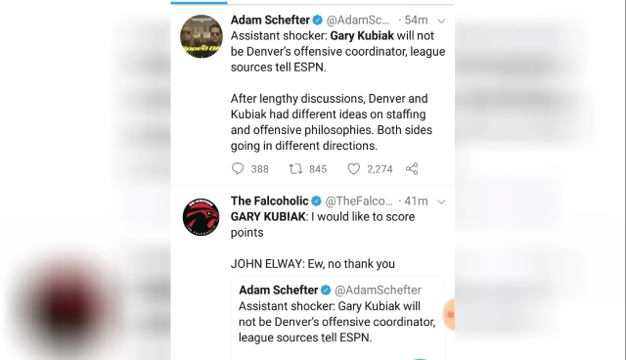 Adam Schefter @AdamSc... · 54m
Assistant shocker: Gary Kubiak will not
be Denver's offensive coordinator, league
sources tell ESPN.
After lengthy discussions, Denver and
Kubiak had different ideas on staffing
and offensive philosophies. Both sides
going in different directions.
388 845 2,274
The Falcoholic @TheFalco... · 41m
GARY KUBIAK: I would like to score
points
JOHN ELWAY: Ew, no thank you
Adam Schefter @AdamSchefter
Assistant shocker: Gary Kubiak will
not be Denver's offensive coordinator,
league sources tell ESPN.